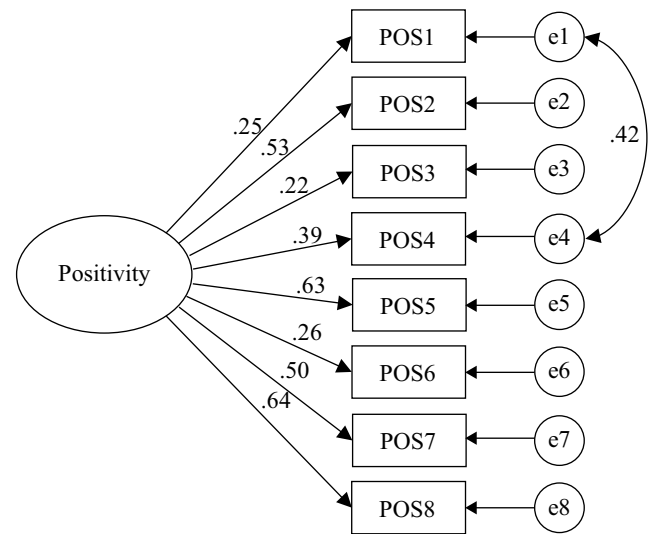 POS1
e1
.25
POS2
e2
.53
.42
POS3
e3
.22
POS4
e4
.39
Positivity
.63
POS5
e5
.26
POS6
e6
.50
.64
POS7
e7
POS8
e8